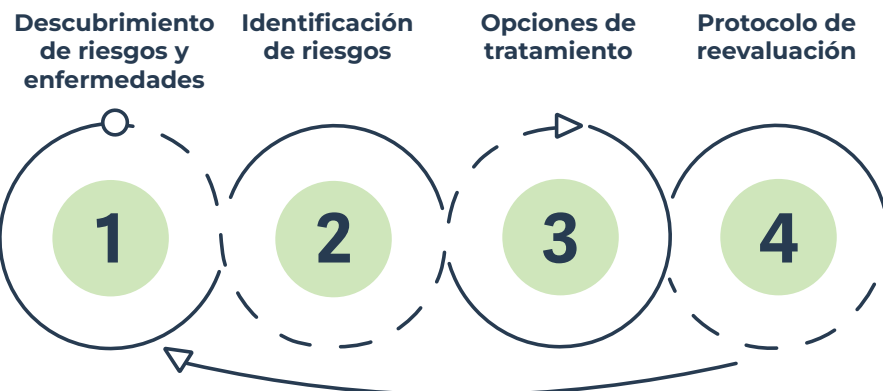 Descubrimiento
de riesgos y
enfermedades
Identificación
de riesgos
Opciones de
tratamiento
Protocolo de
reevaluación
1
2
3
4